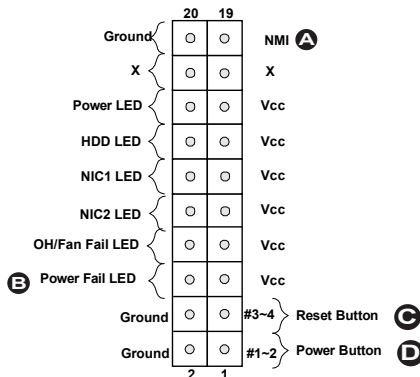 20 19
Ground NMI A
X X
Power LED Vcc
HDD LED Vcc
NIC1 LED Vcc
NIC2 LED Vcc
OH/Fan Fail LED Vcc
B Power Fail LED Vcc
Ground #3~4 Reset Button C
Ground #1~2 Power Button D
2 1